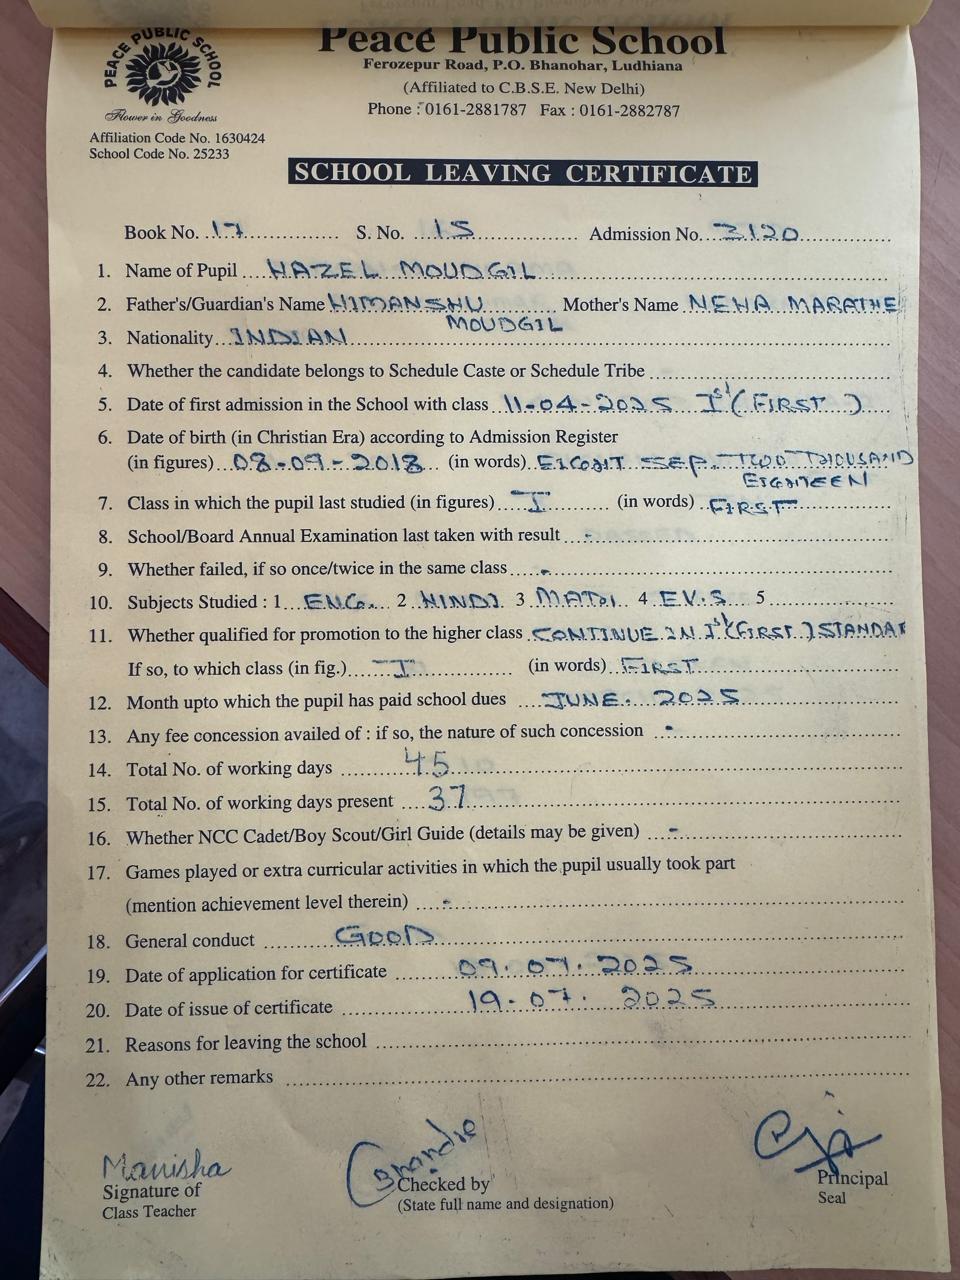 PEACE PUBLIC SCHOOL
Flower in Goodness
Affiliation Code No. 1630424
School Code No. 25233
Peace Public School
Ferozepur Road, P.O. Bhanohar, Ludhiana
(Affiliated to C.B.S.E. New Delhi)
Phone : 0161-2881787 Fax : 0161-2882787
SCHOOL LEAVING CERTIFICATE
Book No. 17 S. No. 15 Admission No. 3120
1. Name of Pupil HAZEL MOUDGIL
2. Father's/Guardian's Name HIMANSHU MOUDGIL Mother's Name NEHA MARATHE
3. Nationality INDIAN
4. Whether the candidate belongs to Schedule Caste or Schedule Tribe
5. Date of first admission in the School with class 11-04-2025 Ist (FIRST)
6. Date of birth (in Christian Era) according to Admission Register
(in figures) 08-09-2018 (in words) EIGHT SEP. TWO THOUSAND
EIGHTEEN
7. Class in which the pupil last studied (in figures) I (in words) FIRST
8. School/Board Annual Examination last taken with result -
9. Whether failed, if so once/twice in the same class -
10. Subjects Studied : 1 ENG. 2 HINDI 3 MATH 4 EV.S 5
11. Whether qualified for promotion to the higher class CONTINUE IN Ist (FIRST) STANDAR
If so, to which class (in fig.) I (in words) FIRST
12. Month upto which the pupil has paid school dues JUNE. 2025
13. Any fee concession availed of : if so, the nature of such concession -
14. Total No. of working days 45
15. Total No. of working days present 37
16. Whether NCC Cadet/Boy Scout/Girl Guide (details may be given) -
17. Games played or extra curricular activities in which the pupil usually took part
(mention achievement level therein) -
18. General conduct GOOD
19. Date of application for certificate 09.07.2025
20. Date of issue of certificate 19-07.2025
21. Reasons for leaving the school
22. Any other remarks
Manisha
Signature of
Class Teacher
Checked by
(State full name and designation)
Principal
Seal